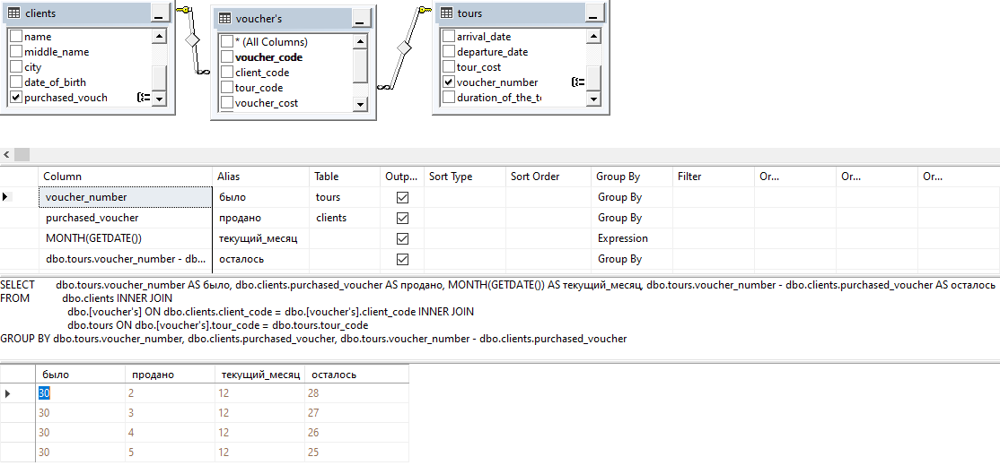 clients
name
middle_name
city
date_of_birth
purchased_vouch
voucher's
* (All Columns)
voucher_code
client_code
tour_code
voucher_cost
tours
arrival_date
departure_date
tour_cost
voucher_number
duration_of_the_to
Column Alias Table Outp... Sort Type Sort Order Group By Filter Or... Or... Or...
voucher_number было tours Group By
purchased_voucher продано clients Group By
MONTH(GETDATE()) текущий_месяц Expression
dbo.tours.voucher_number - db... осталось Group By
SELECT dbo.tours.voucher_number AS было, dbo.clients.purchased_voucher AS продано, MONTH(GETDATE()) AS текущий_месяц, dbo.tours.voucher_number - dbo.clients.purchased_voucher AS осталось
FROM dbo.clients INNER JOIN
dbo.[voucher's] ON dbo.clients.client_code = dbo.[voucher's].client_code INNER JOIN
dbo.tours ON dbo.[voucher's].tour_code = dbo.tours.tour_code
GROUP BY dbo.tours.voucher_number, dbo.clients.purchased_voucher, dbo.tours.voucher_number - dbo.clients.purchased_voucher
было продано текущий_месяц осталось
30 2 12 28
30 3 12 27
30 4 12 26
30 5 12 25